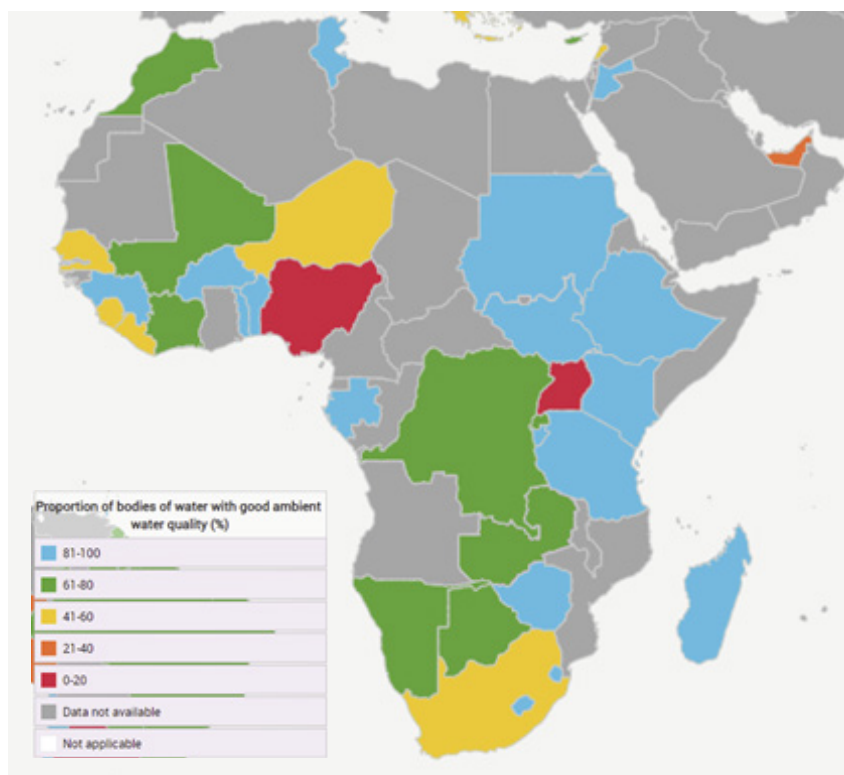 Proportion of bodies of water with good ambient
water quality (%)
81-100
61-80
41-60
21-40
0-20
Data not available
Not applicable